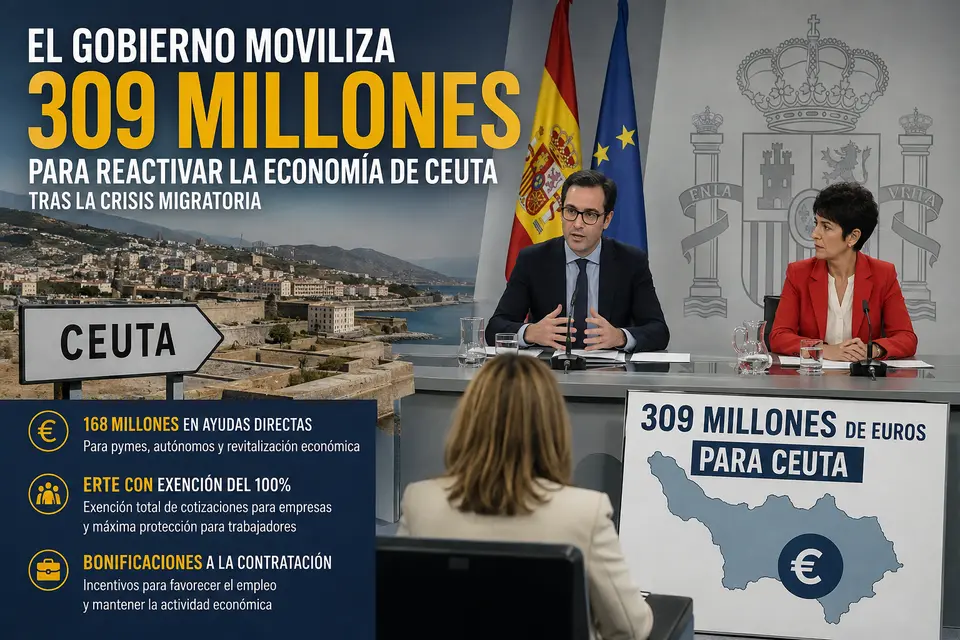 EL GOBIERNO MOVILIZA
309 MILLONES
PARA REACTIVAR LA ECONOMÍA DE CEUTA
TRAS LA CRISIS MIGRATORIA
CEUTA
€ 168 MILLONES EN AYUDAS DIRECTAS
Para pymes, autónomos y revitalización económica
ERTE CON EXENCIÓN DEL 100%
Exención total de cotizaciones para empresas
y máxima protección para trabajadores
BONIFICACIONES A LA CONTRATACIÓN
Incentivos para favorecer el empleo
y mantener la actividad económica
309 MILLONES DE EUROS
PARA CEUTA
€